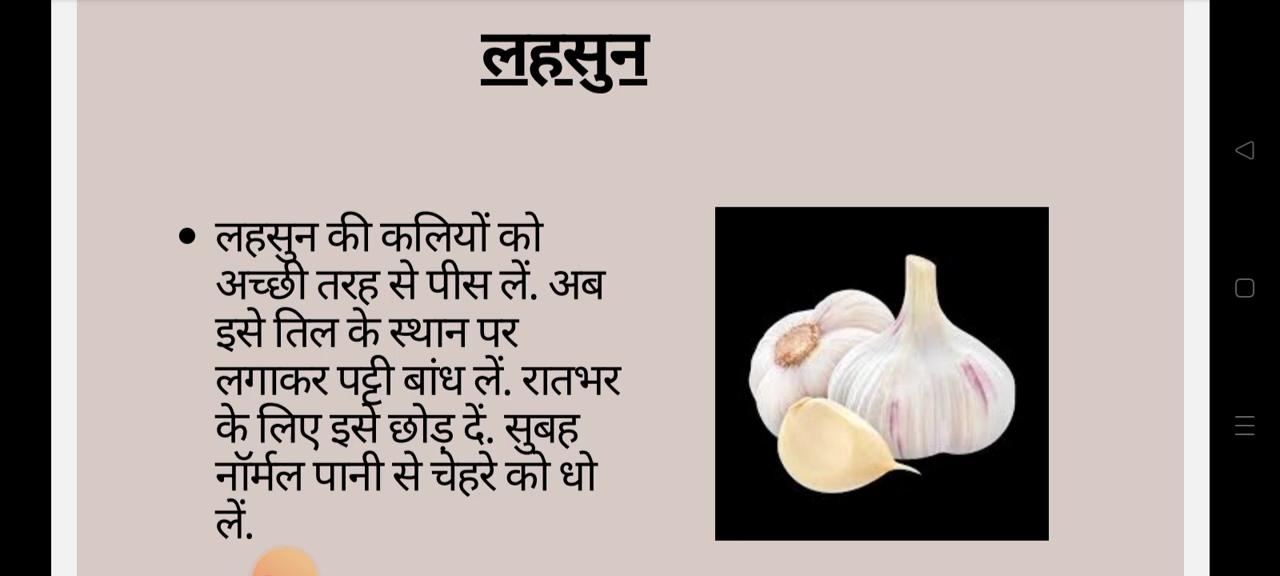 लहसुन
• लहसुन की कलियों को
अच्छी तरह से पीस लें. अब
इसे तिल के स्थान पर
लगाकर पट्टी बांध लें. रातभर
के लिए इसे छोड़ दें. सुबह
नॉर्मल पानी से चेहरे को धो
लें.